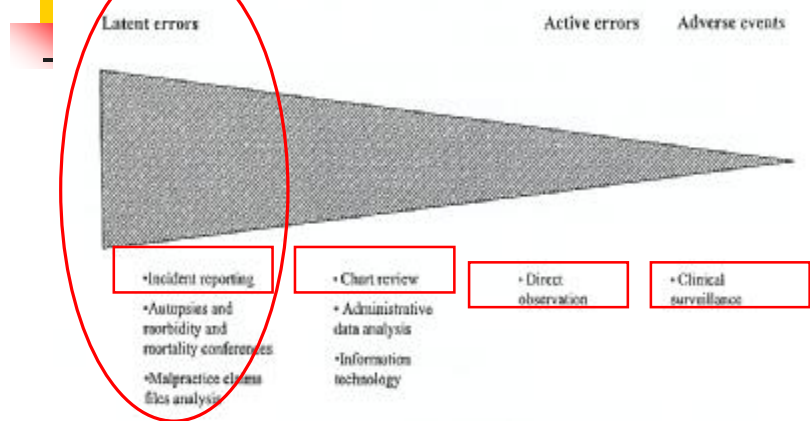 Latent errors
Active errors
Adverse events
•Incident reporting
•Autopsies and
morbidity and
mortality conferences
•Malpractice claims
files analysis
• Chart review
• Administrative
data analysis
•Information
technology
• Direct
observation
• Clinical
surveillance